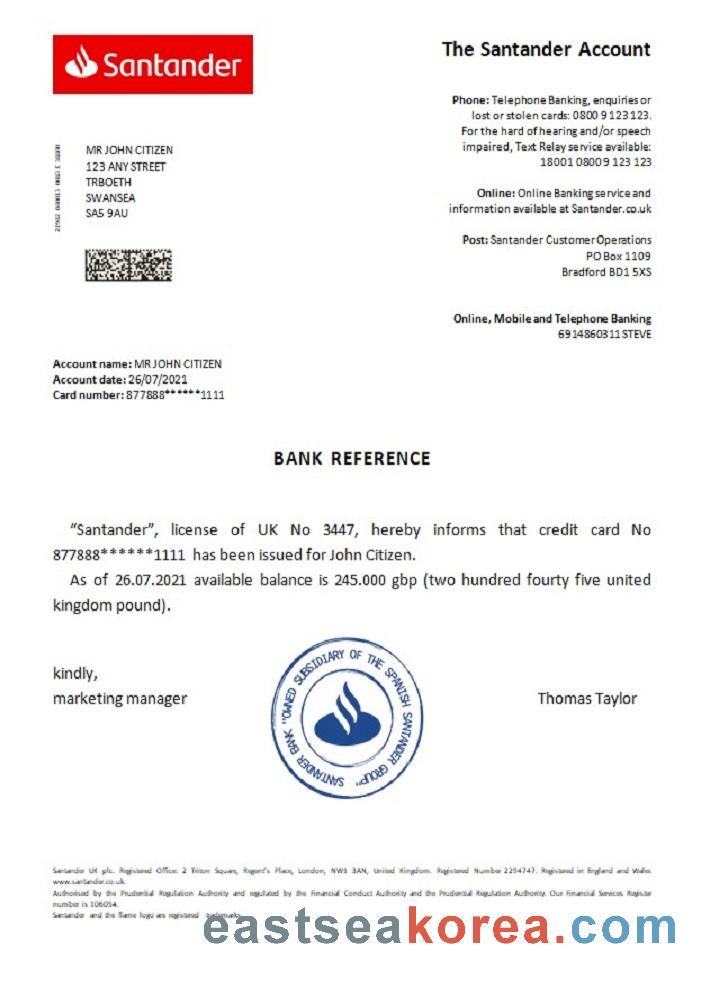 Santander
The Santander Account
Phone: Telephone Banking, enquiries or
lost or stolen cards: 0800 9 123 123.
For the hard of hearing and/or speech
impaired, Text Relay service available:
18001 0800 9 123 123
MR JOHN CITIZEN
123 ANY STREET
TRBOETH
SWANSEA
SA5 9AU
Online: Online Banking service and
information available at Santander.co.uk
Post: Santander Customer Operations
PO Box 1109
Bradford BD1 5XS
Online, Mobile and Telephone Banking
6914860311 STEVE
Account name: MR JOHN CITIZEN
Account date: 26/07/2021
Card number: 877888******1111
BANK REFERENCE
"Santander", license of UK No 3447, hereby informs that credit card No
877888******1111 has been issued for John Citizen.
As of 26.07.2021 available balance is 245.000 gbp (two hundred fourty five united
kingdom pound).
kindly,
marketing manager
Thomas Taylor
SANTANDER BANK "OWNED SUBSIDIARY OF THE SPANISH SANTANDER GROUP" SANTANDER
Santander UK plc. Registered Office: 2 Triton Square, Regent's Place, London, NW1 3AN, United Kingdom. Registered Number 2294747. Registered in England and Wales
www.santander.co.uk.
Authorised by the Prudential Regulation Authority and regulated by the Financial Conduct Authority and the Prudential Regulation Authority. Our Financial Services Register
number is 106054.
Santander and the flame logo are registered trademarks.
eastseakorea.com